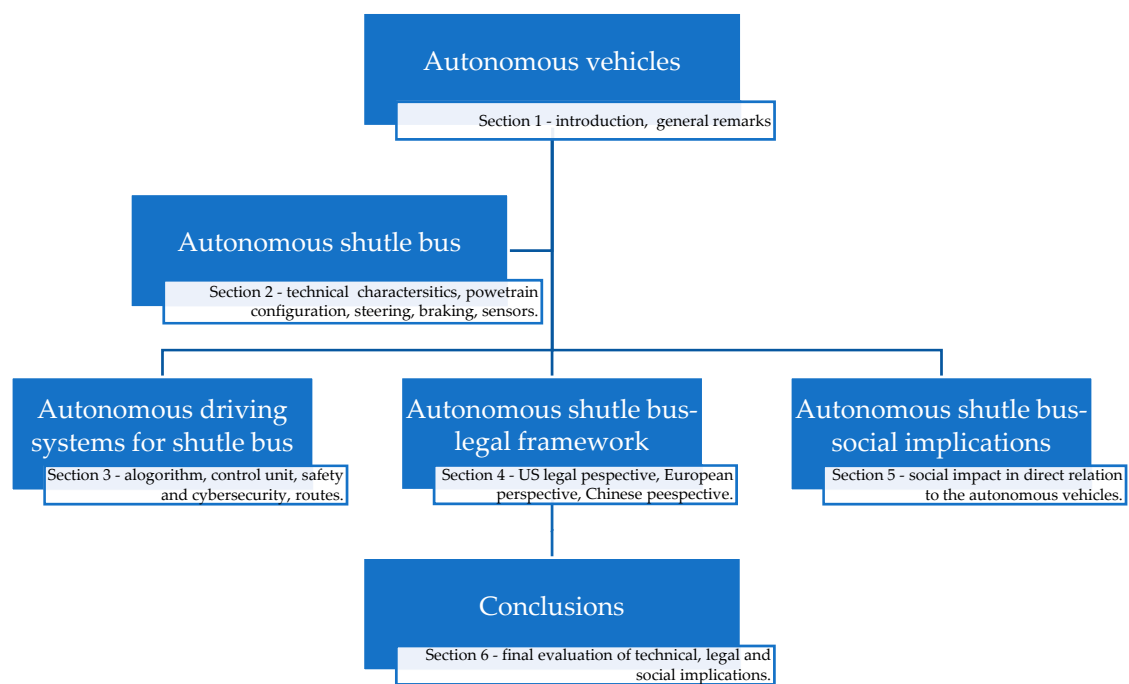 Autonomous vehicles
Section 1 - introduction, general remarks
Autonomous shutle bus
Section 2 - technical charactersitics, powetrain
configuration, steering, braking, sensors.
Autonomous driving
systems for shutle bus
Section 3 - alogorithm, control unit, safety
and cybersecurity, routes.
Autonomous shutle bus-
legal framework
Section 4 - US legal pespective, European
perspective, Chinese peespective.
Autonomous shutle bus-
social implications
Section 5 - social impact in direct relation
to the autonomous vehicles.
Conclusions
Section 6 - final evaluation of technical, legal and
social implications.